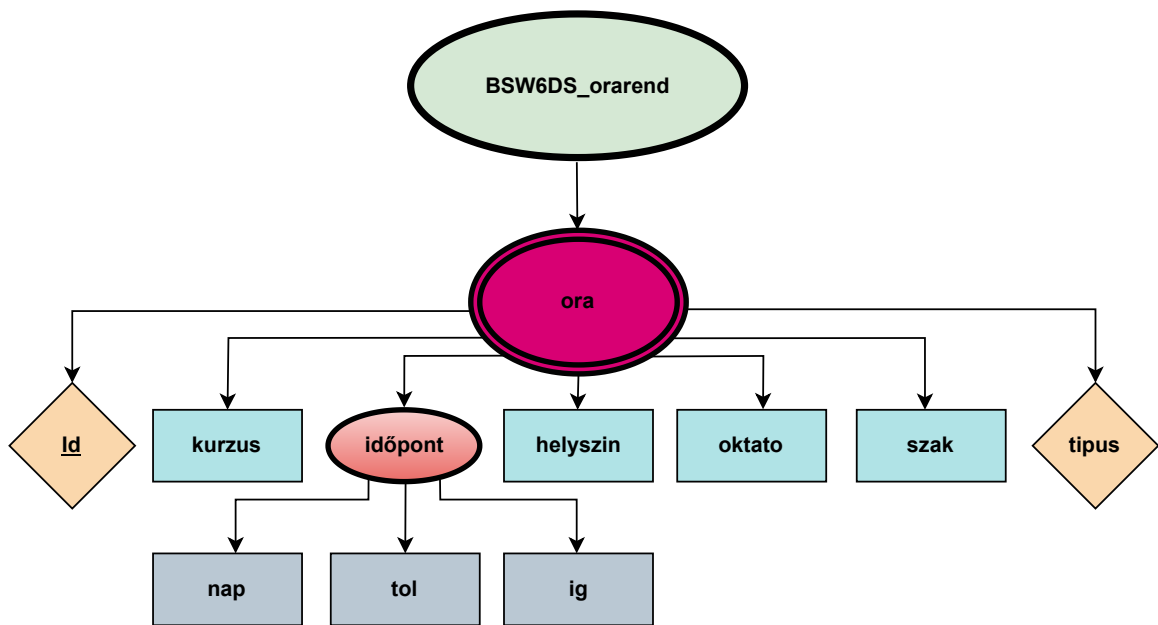 BSW6DS_orarend
ora
Id
kurzus
időpont
helyszin
oktato
szak
tipus
nap
tol
ig